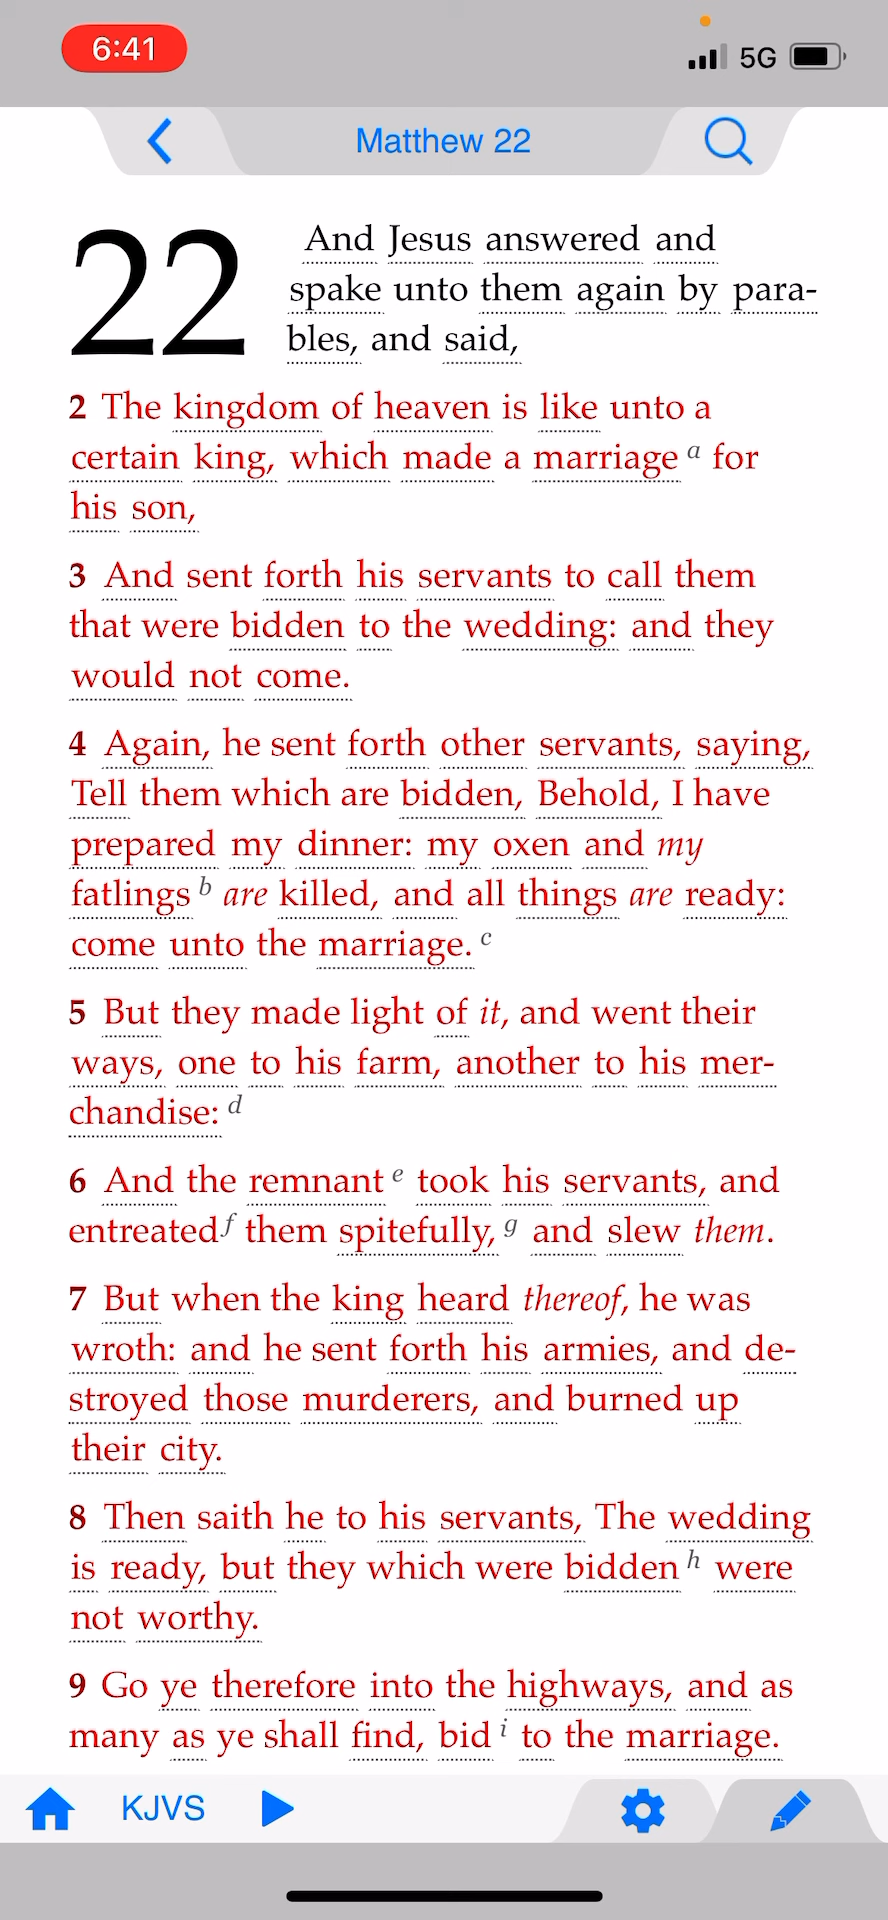 6:41
5G
Matthew 22
22 And Jesus answered and
spake unto them again by para-
bles, and said,
2 The kingdom of heaven is like unto a
certain king, which made a marriage a for
his son,
3 And sent forth his servants to call them
that were bidden to the wedding: and they
would not come.
4 Again, he sent forth other servants, saying,
Tell them which are bidden, Behold, I have
prepared my dinner: my oxen and my
fatlings b are killed, and all things are ready:
come unto the marriage. c
5 But they made light of it, and went their
ways, one to his farm, another to his mer-
chandise: d
6 And the remnant e took his servants, and
entreated f them spitefully, g and slew them.
7 But when the king heard thereof, he was
wroth: and he sent forth his armies, and de-
stroyed those murderers, and burned up
their city.
8 Then saith he to his servants, The wedding
is ready, but they which were bidden h were
not worthy.
9 Go ye therefore into the highways, and as
many as ye shall find, bid i to the marriage.
KJVS